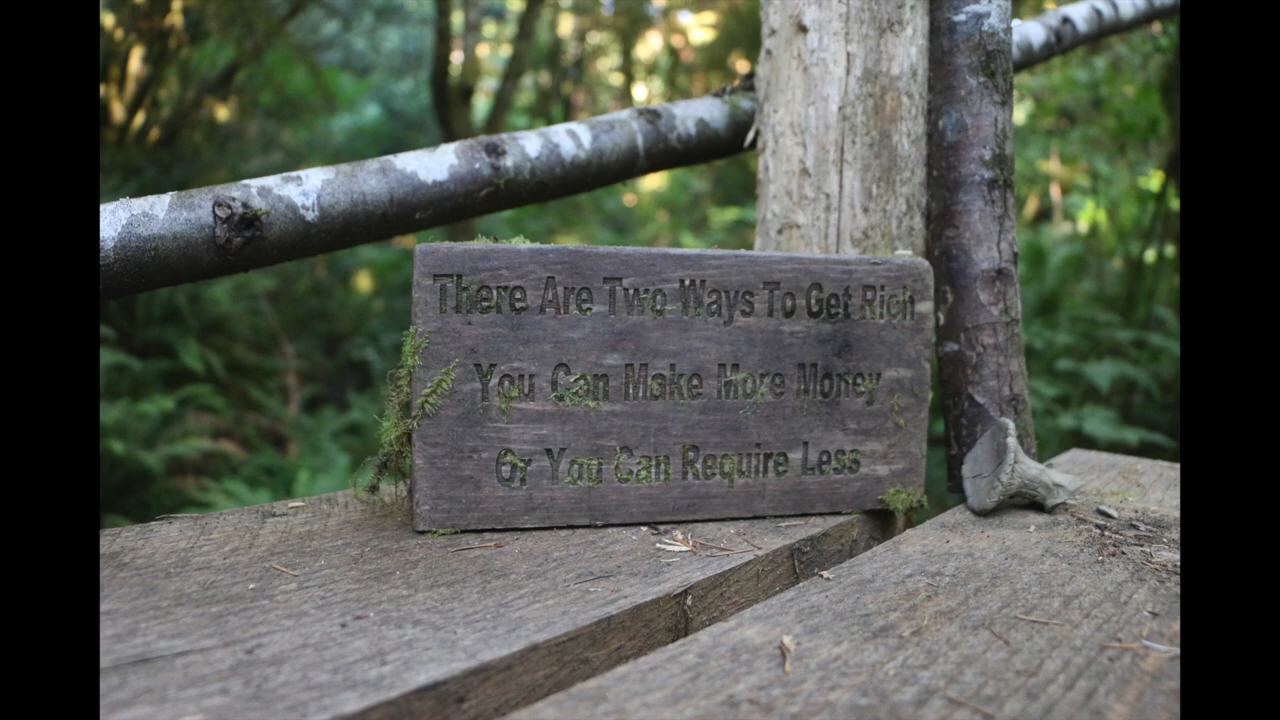 There Are Two Ways To Get Rich
You Can Make More Money
Or You Can Require Less